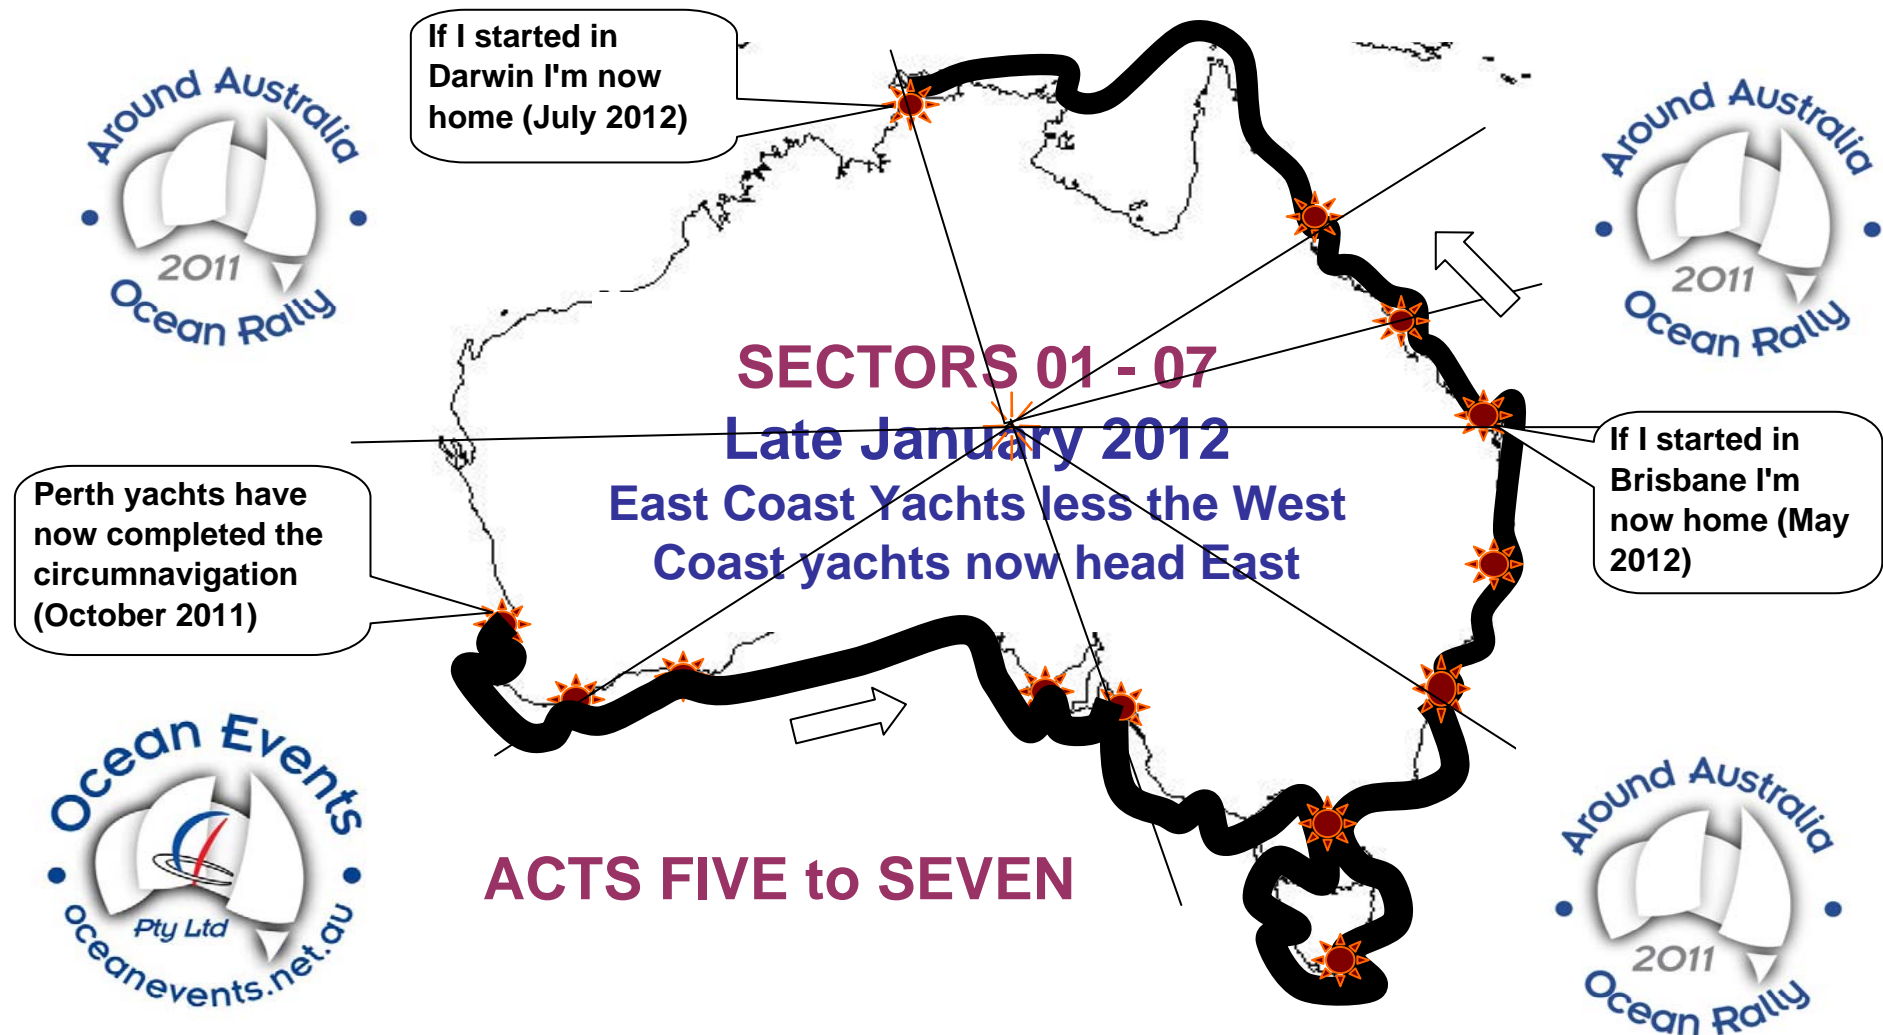 If I started in
Darwin I'm now
home (July 2012)
Around Australia
2011
Ocean Rally
Around Australia
2011
Ocean Rally
SECTORS 01 - 07
Late January 2012
East Coast Yachts less the West
Coast yachts now head East
If I started in
Brisbane I'm
now home (May
2012)
Perth yachts have
now completed the
circumnavigation
(October 2011)
Ocean Events
Pty Ltd
oceanevents.net.au
ACTS FIVE to SEVEN
Around Australia
2011
Ocean Rally